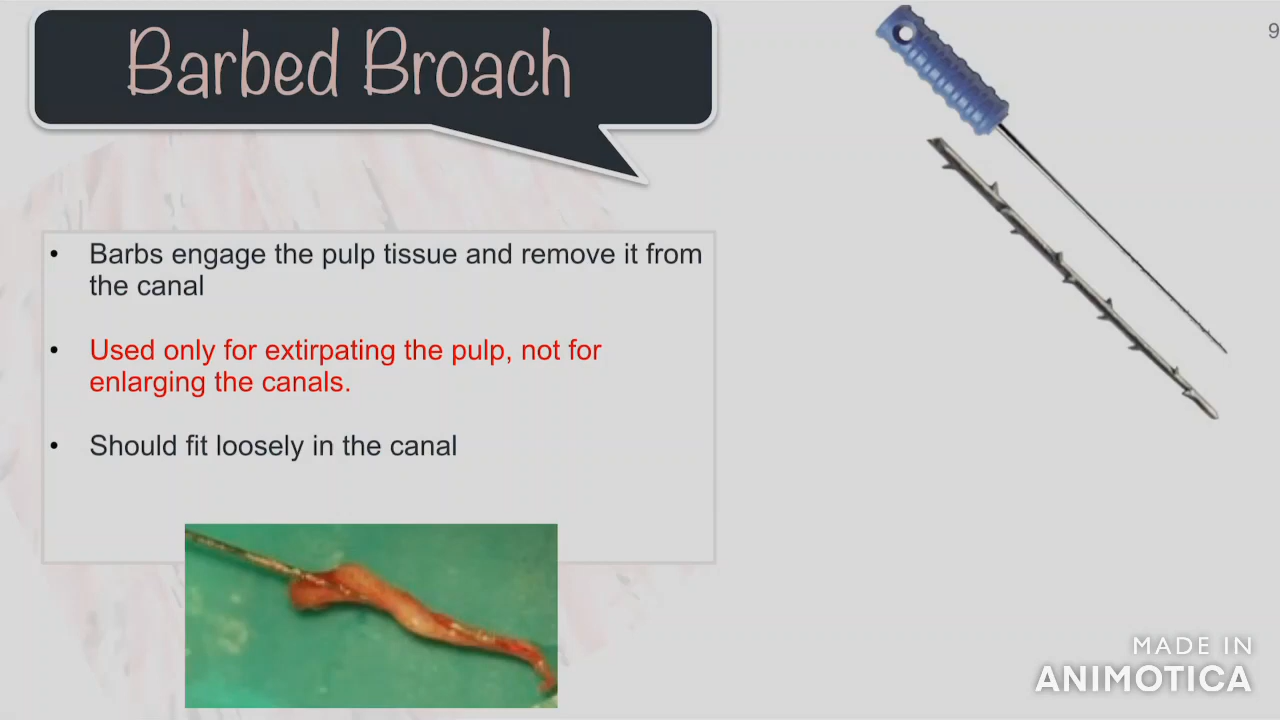 Barbed Broach
9
• Barbs engage the pulp tissue and remove it from
the canal
• Used only for extirpating the pulp, not for
enlarging the canals.
• Should fit loosely in the canal
MADE IN
ANIMOTICA